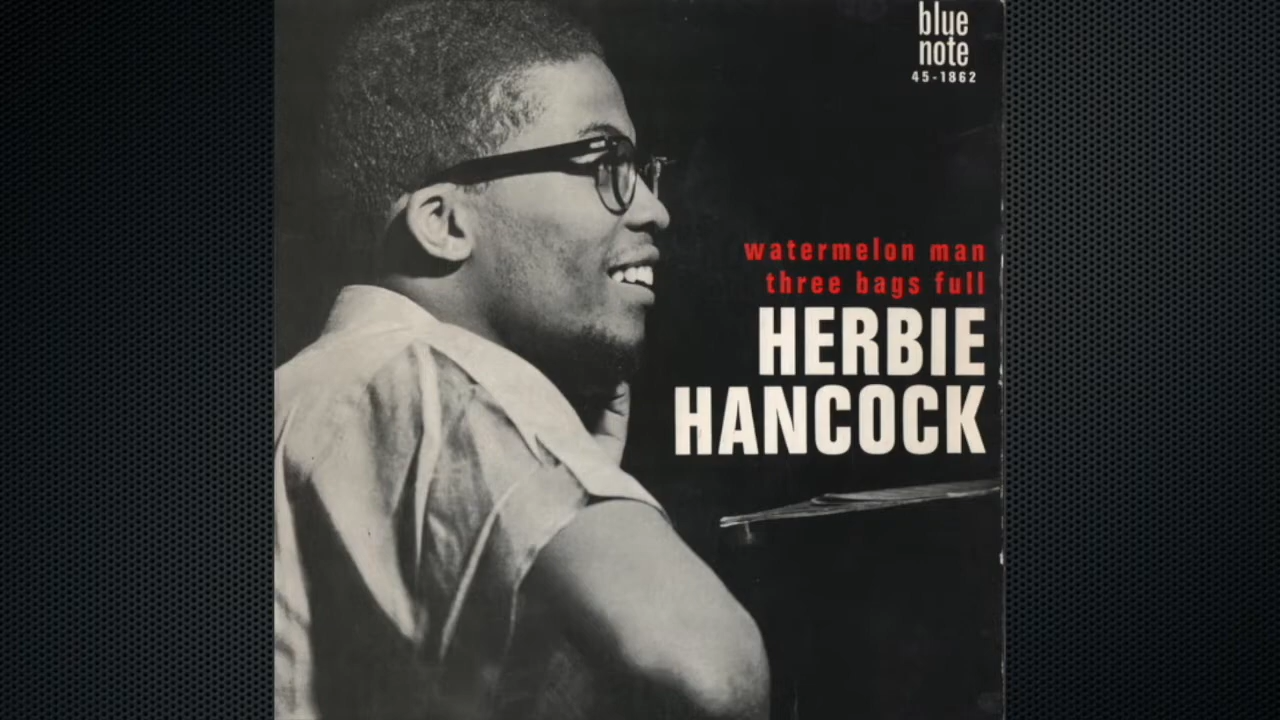 blue
note
45-1862
watermelon man
three bags full
HERBIE
HANCOCK